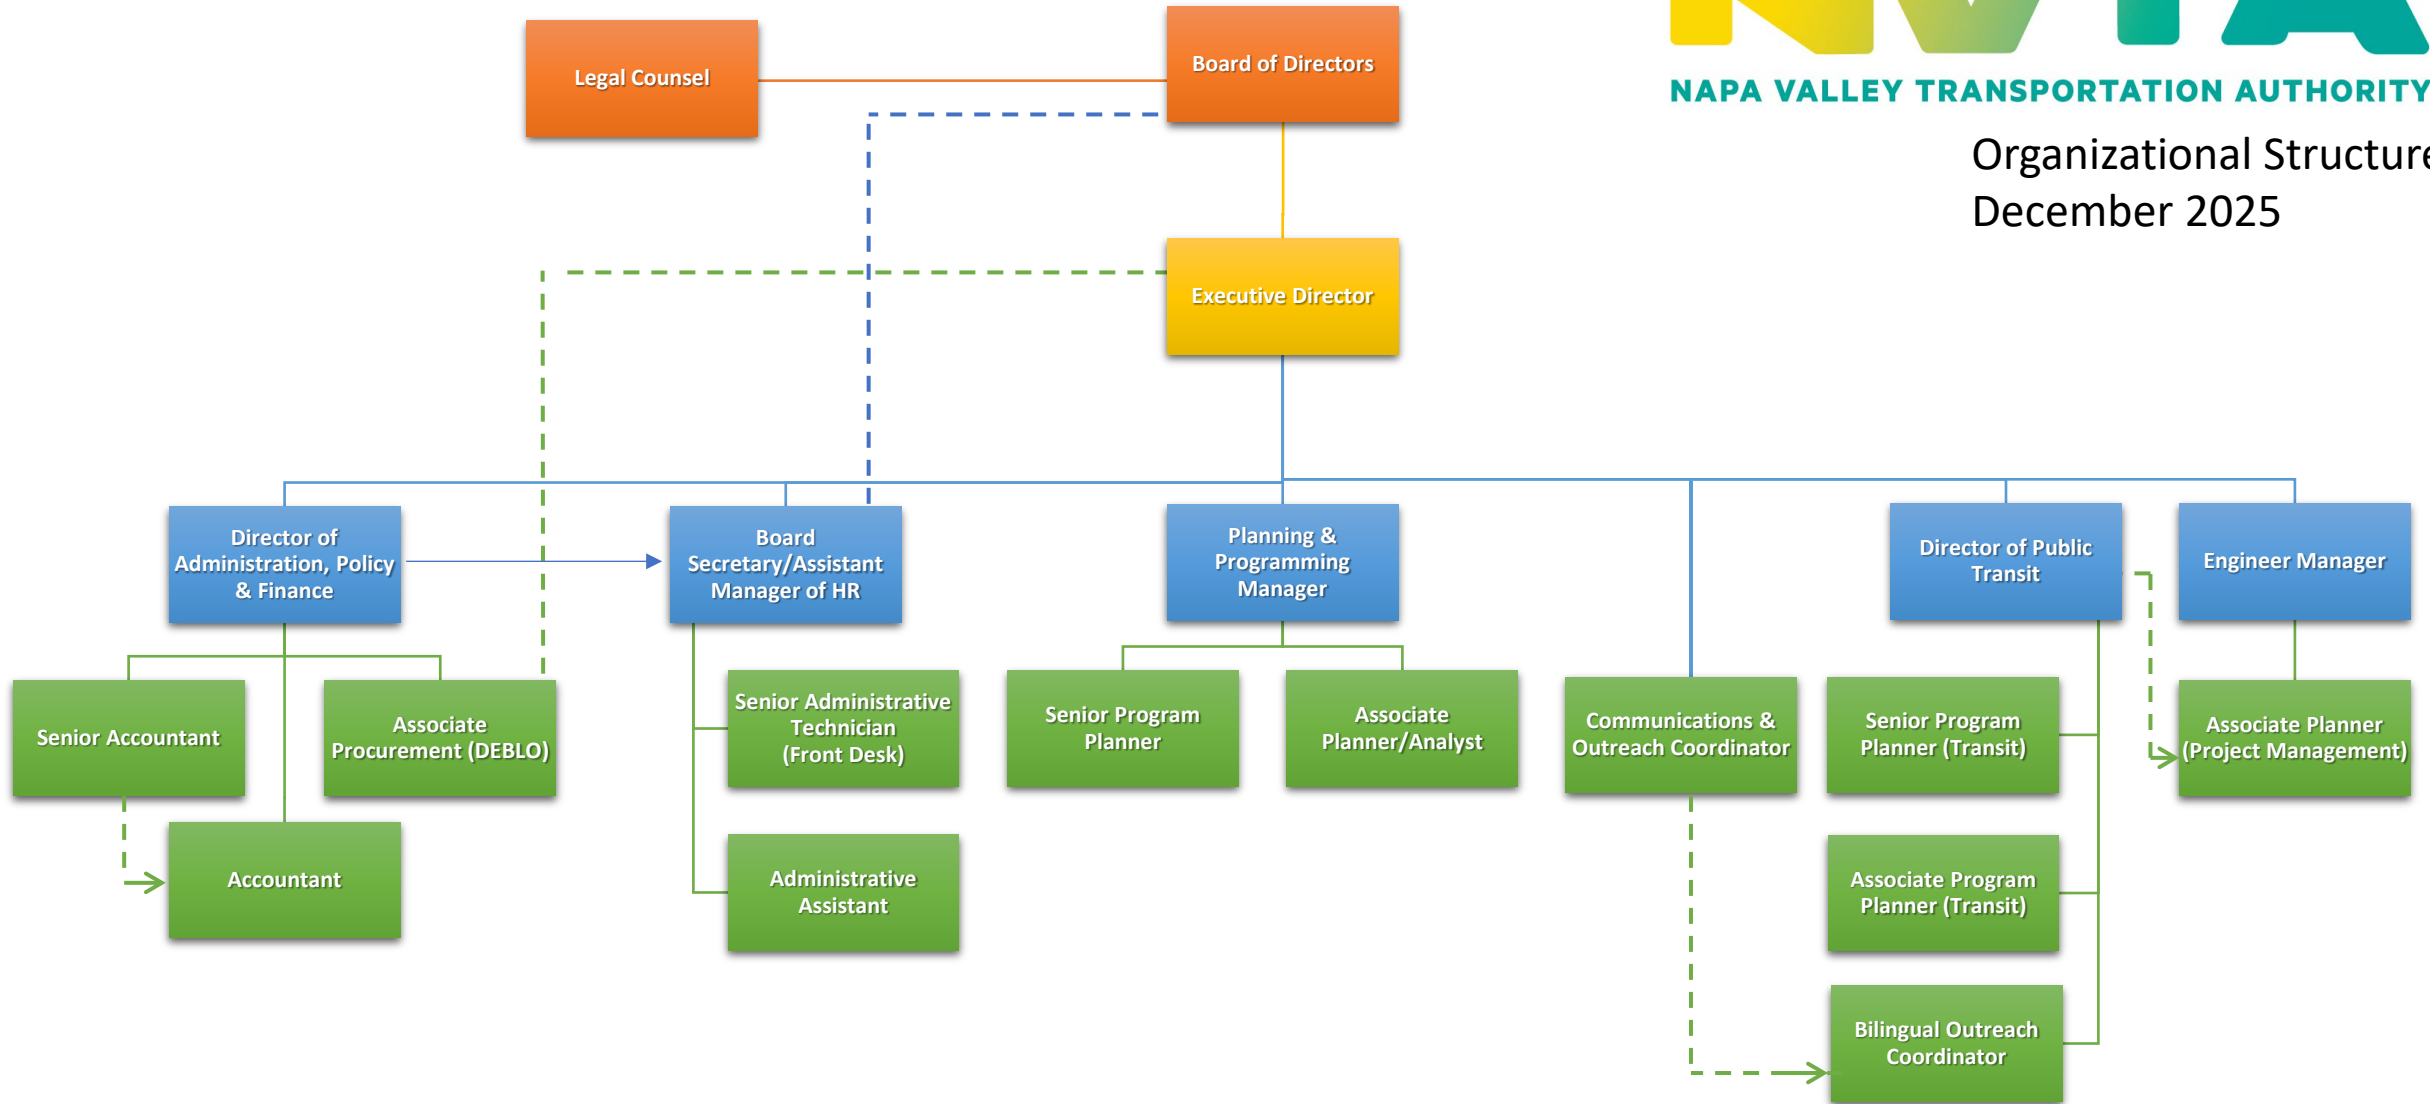 Legal Counsel
Board of Directors
NVTA
NAPA VALLEY TRANSPORTATION AUTHORITY
Organizational Structure
December 2025
Executive Director
Director of
Administration, Policy
& Finance
Board
Secretary/Assistant
Manager of HR
Planning &
Programming
Manager
Director of Public
Transit
Engineer Manager
Senior Accountant
Associate
Procurement (DEBLO)
Senior Administrative
Technician
(Front Desk)
Senior Program
Planner
Associate
Planner/Analyst
Communications &
Outreach Coordinator
Senior Program
Planner (Transit)
Associate Planner
(Project Management)
Accountant
Administrative
Assistant
Associate Program
Planner (Transit)
Bilingual Outreach
Coordinator